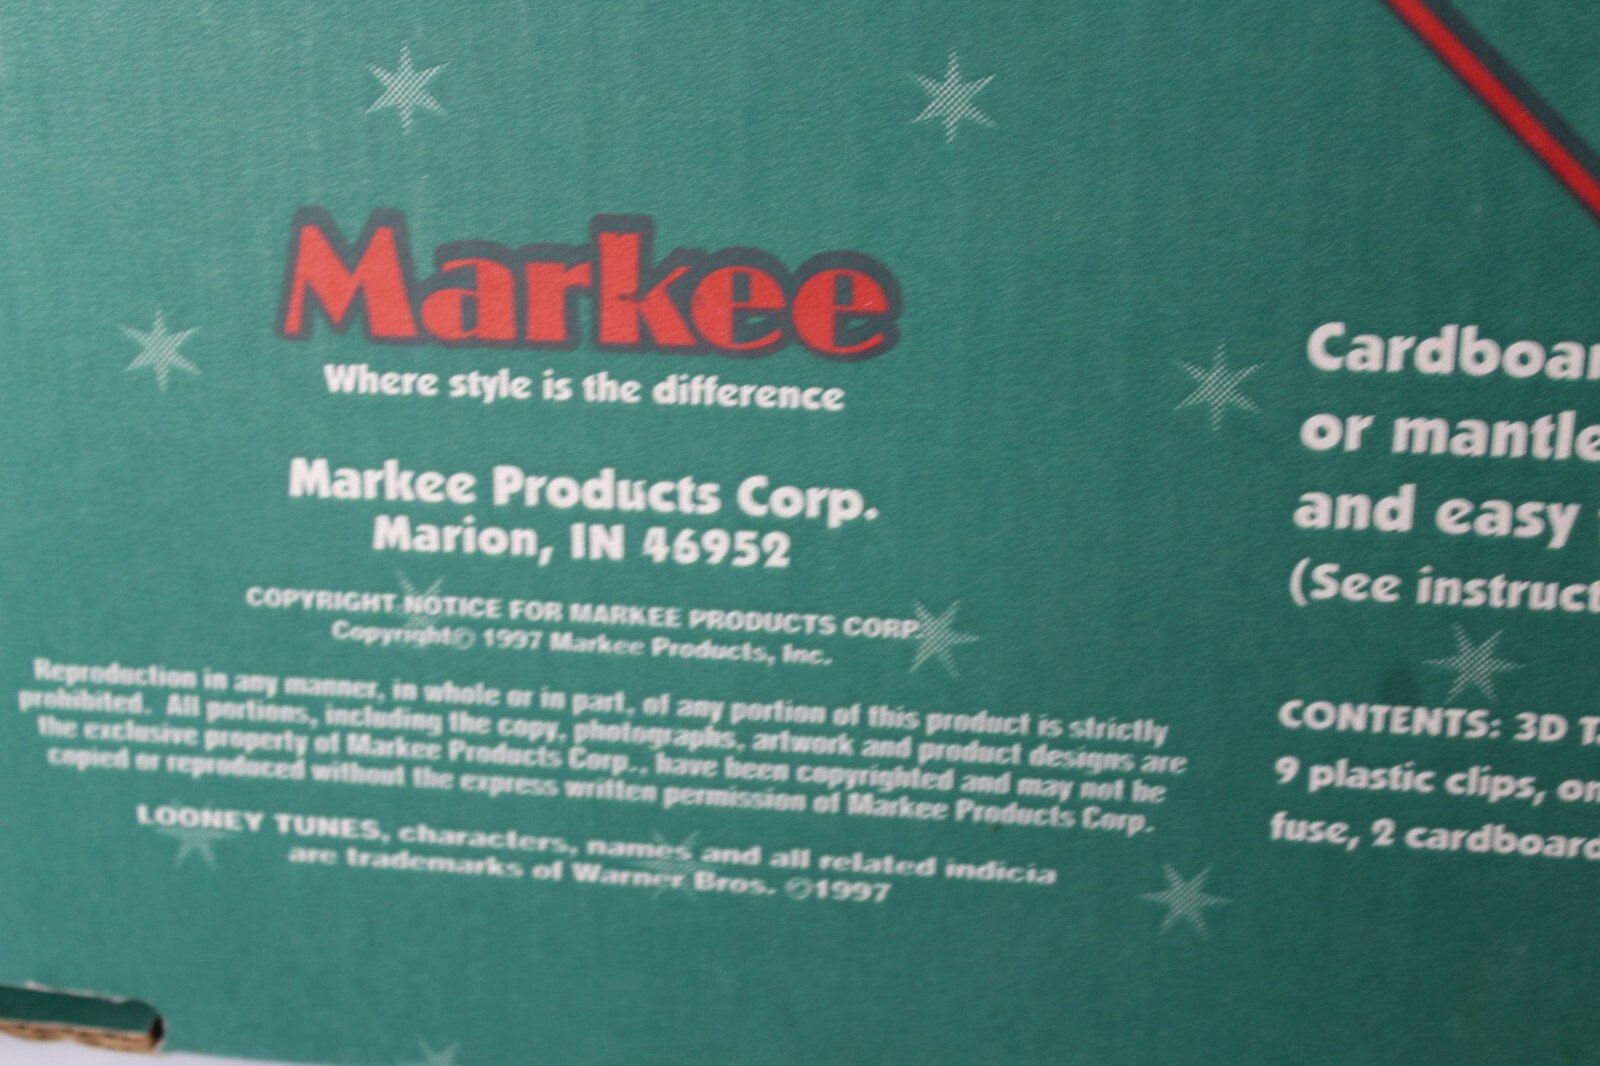 Markee
Where style is the difference
Markee Products Corp.
Marion, IN 46952
COPYRIGHT NOTICE FOR MARKEE PRODUCTS CORP.
Copyright© 1997 Markee Products, Inc.
Reproduction in any manner, in whole or in part, of any portion of this product is strictly
prohibited. All portions, including the copy, photographs, artwork and product designs are
the exclusive property of Markee Products Corp., have been copyrighted and may not be
copied or reproduced without the express written permission of Markee Products Corp.
LOONEY TUNES, characters, names and all related indicia
are trademarks of Warner Bros. ©1997
Cardboar
or mantle
and easy
(See instruct
CONTENTS: 3D T
9 plastic clips, on
fuse, 2 cardboard